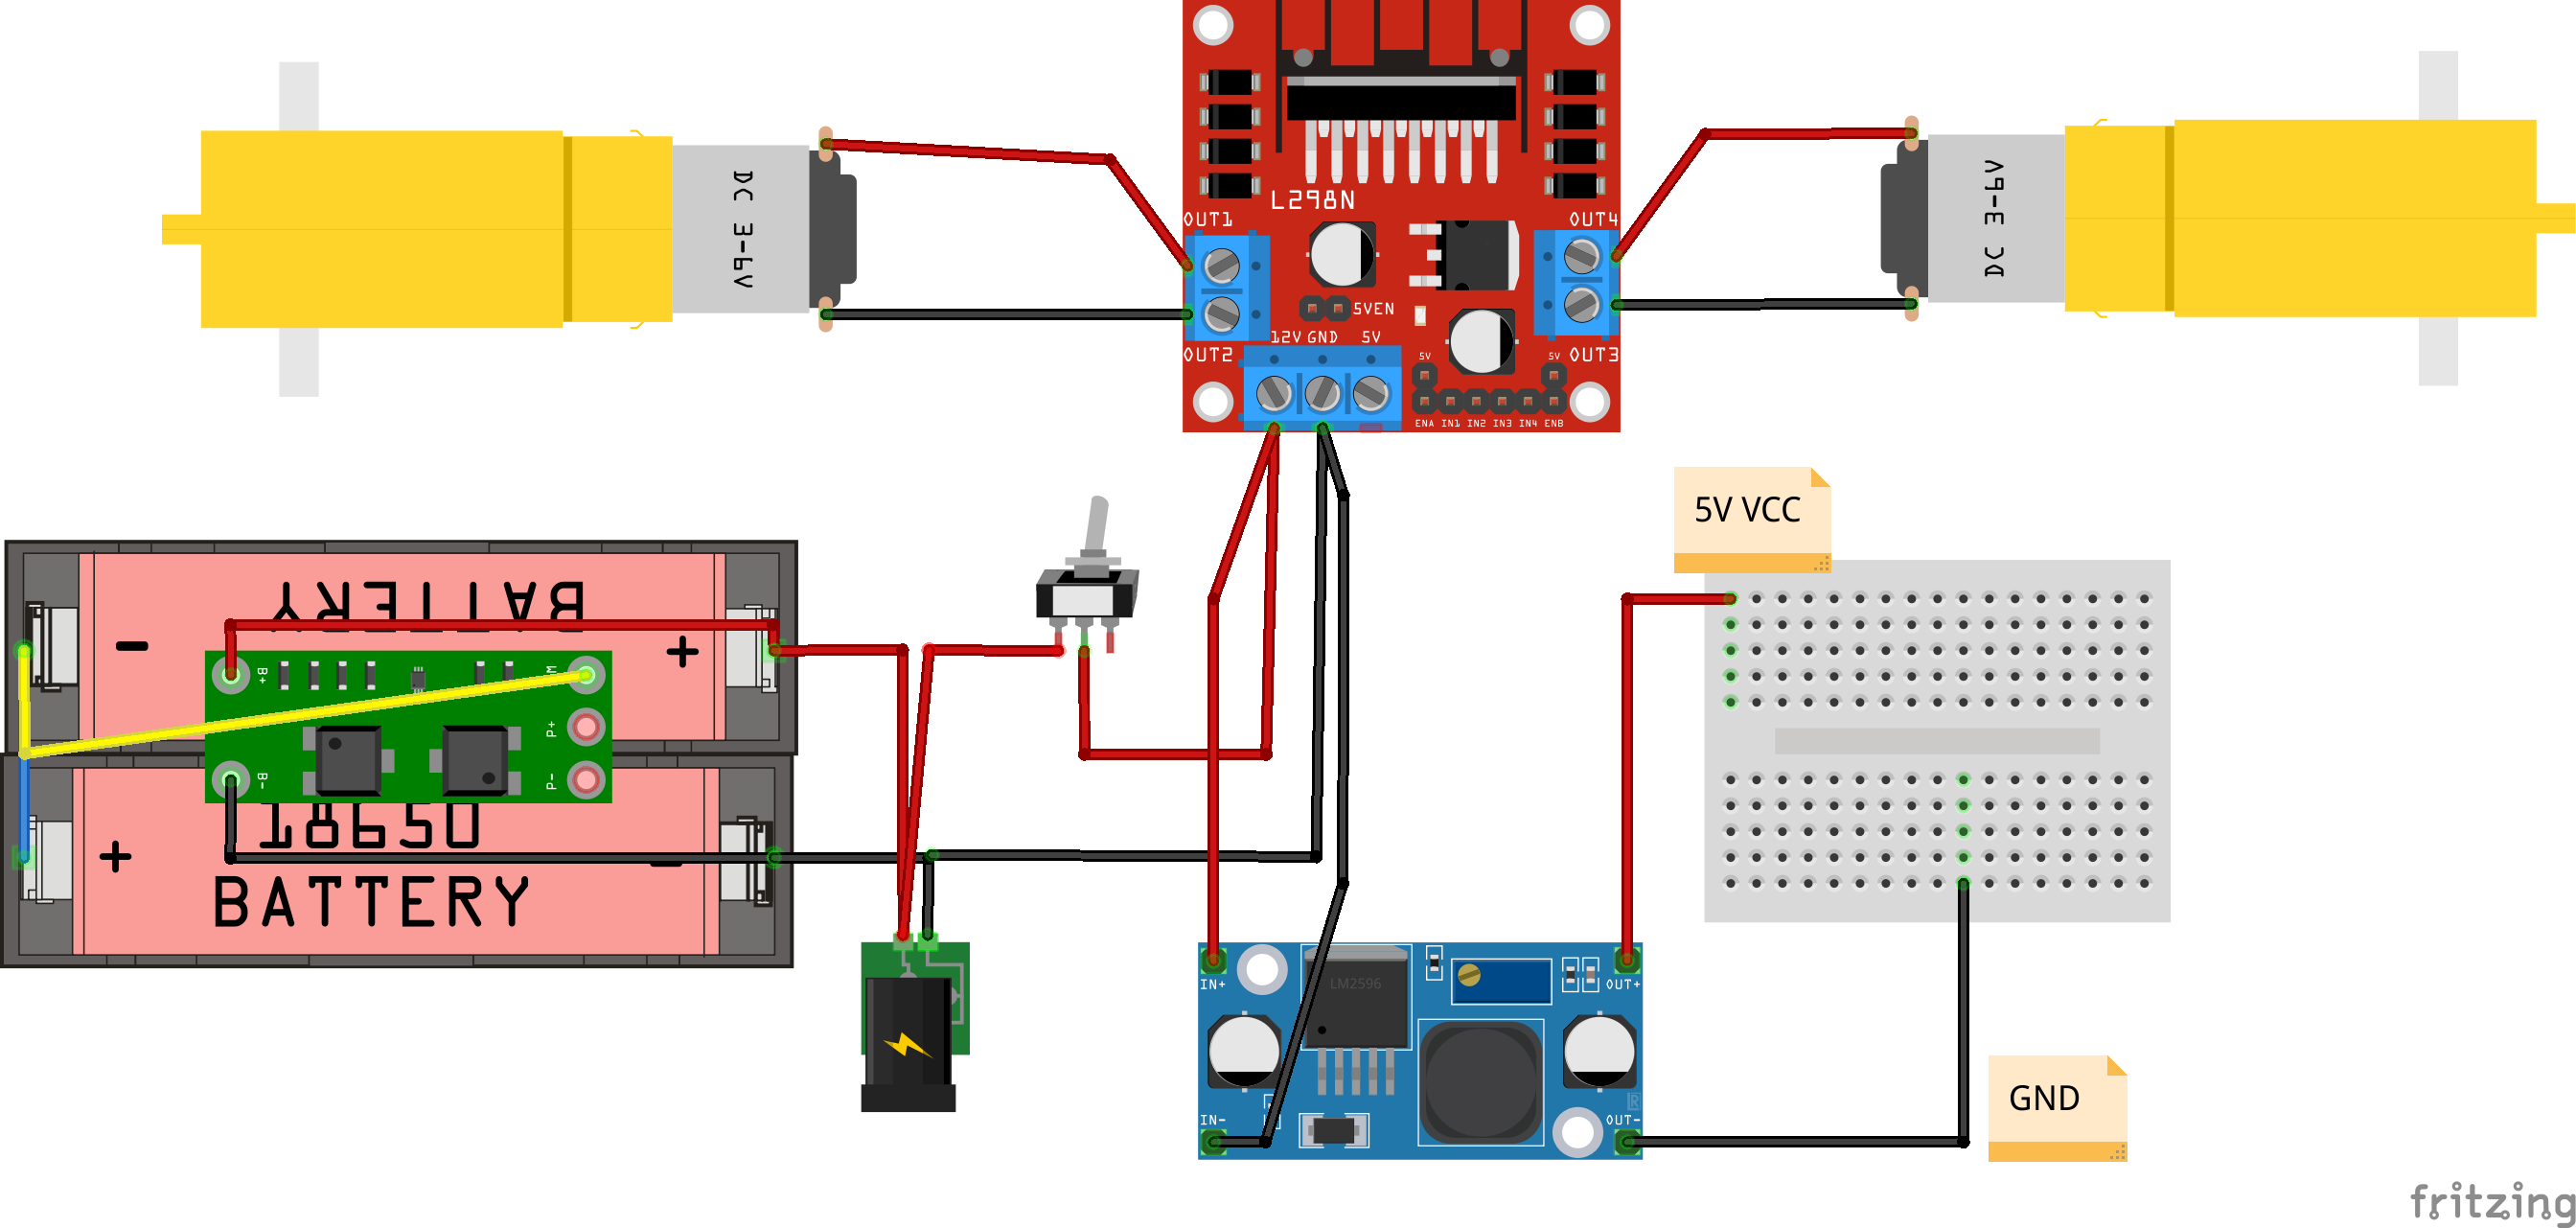 DC 3-6V
L298N
OUT1
OUT4
DC 3-6V
5VEN
12V GND 5V
OUT2
5V
5V
OUT3
ENA IN1 IN2 IN3 IN4 ENB
5V VCC
BATTERY
-
+
B+
M
P+
B-
P-
18650
+
-
BATTERY
LM2596
IN+
OUT+
IN-
OUT-
GND
fritzing